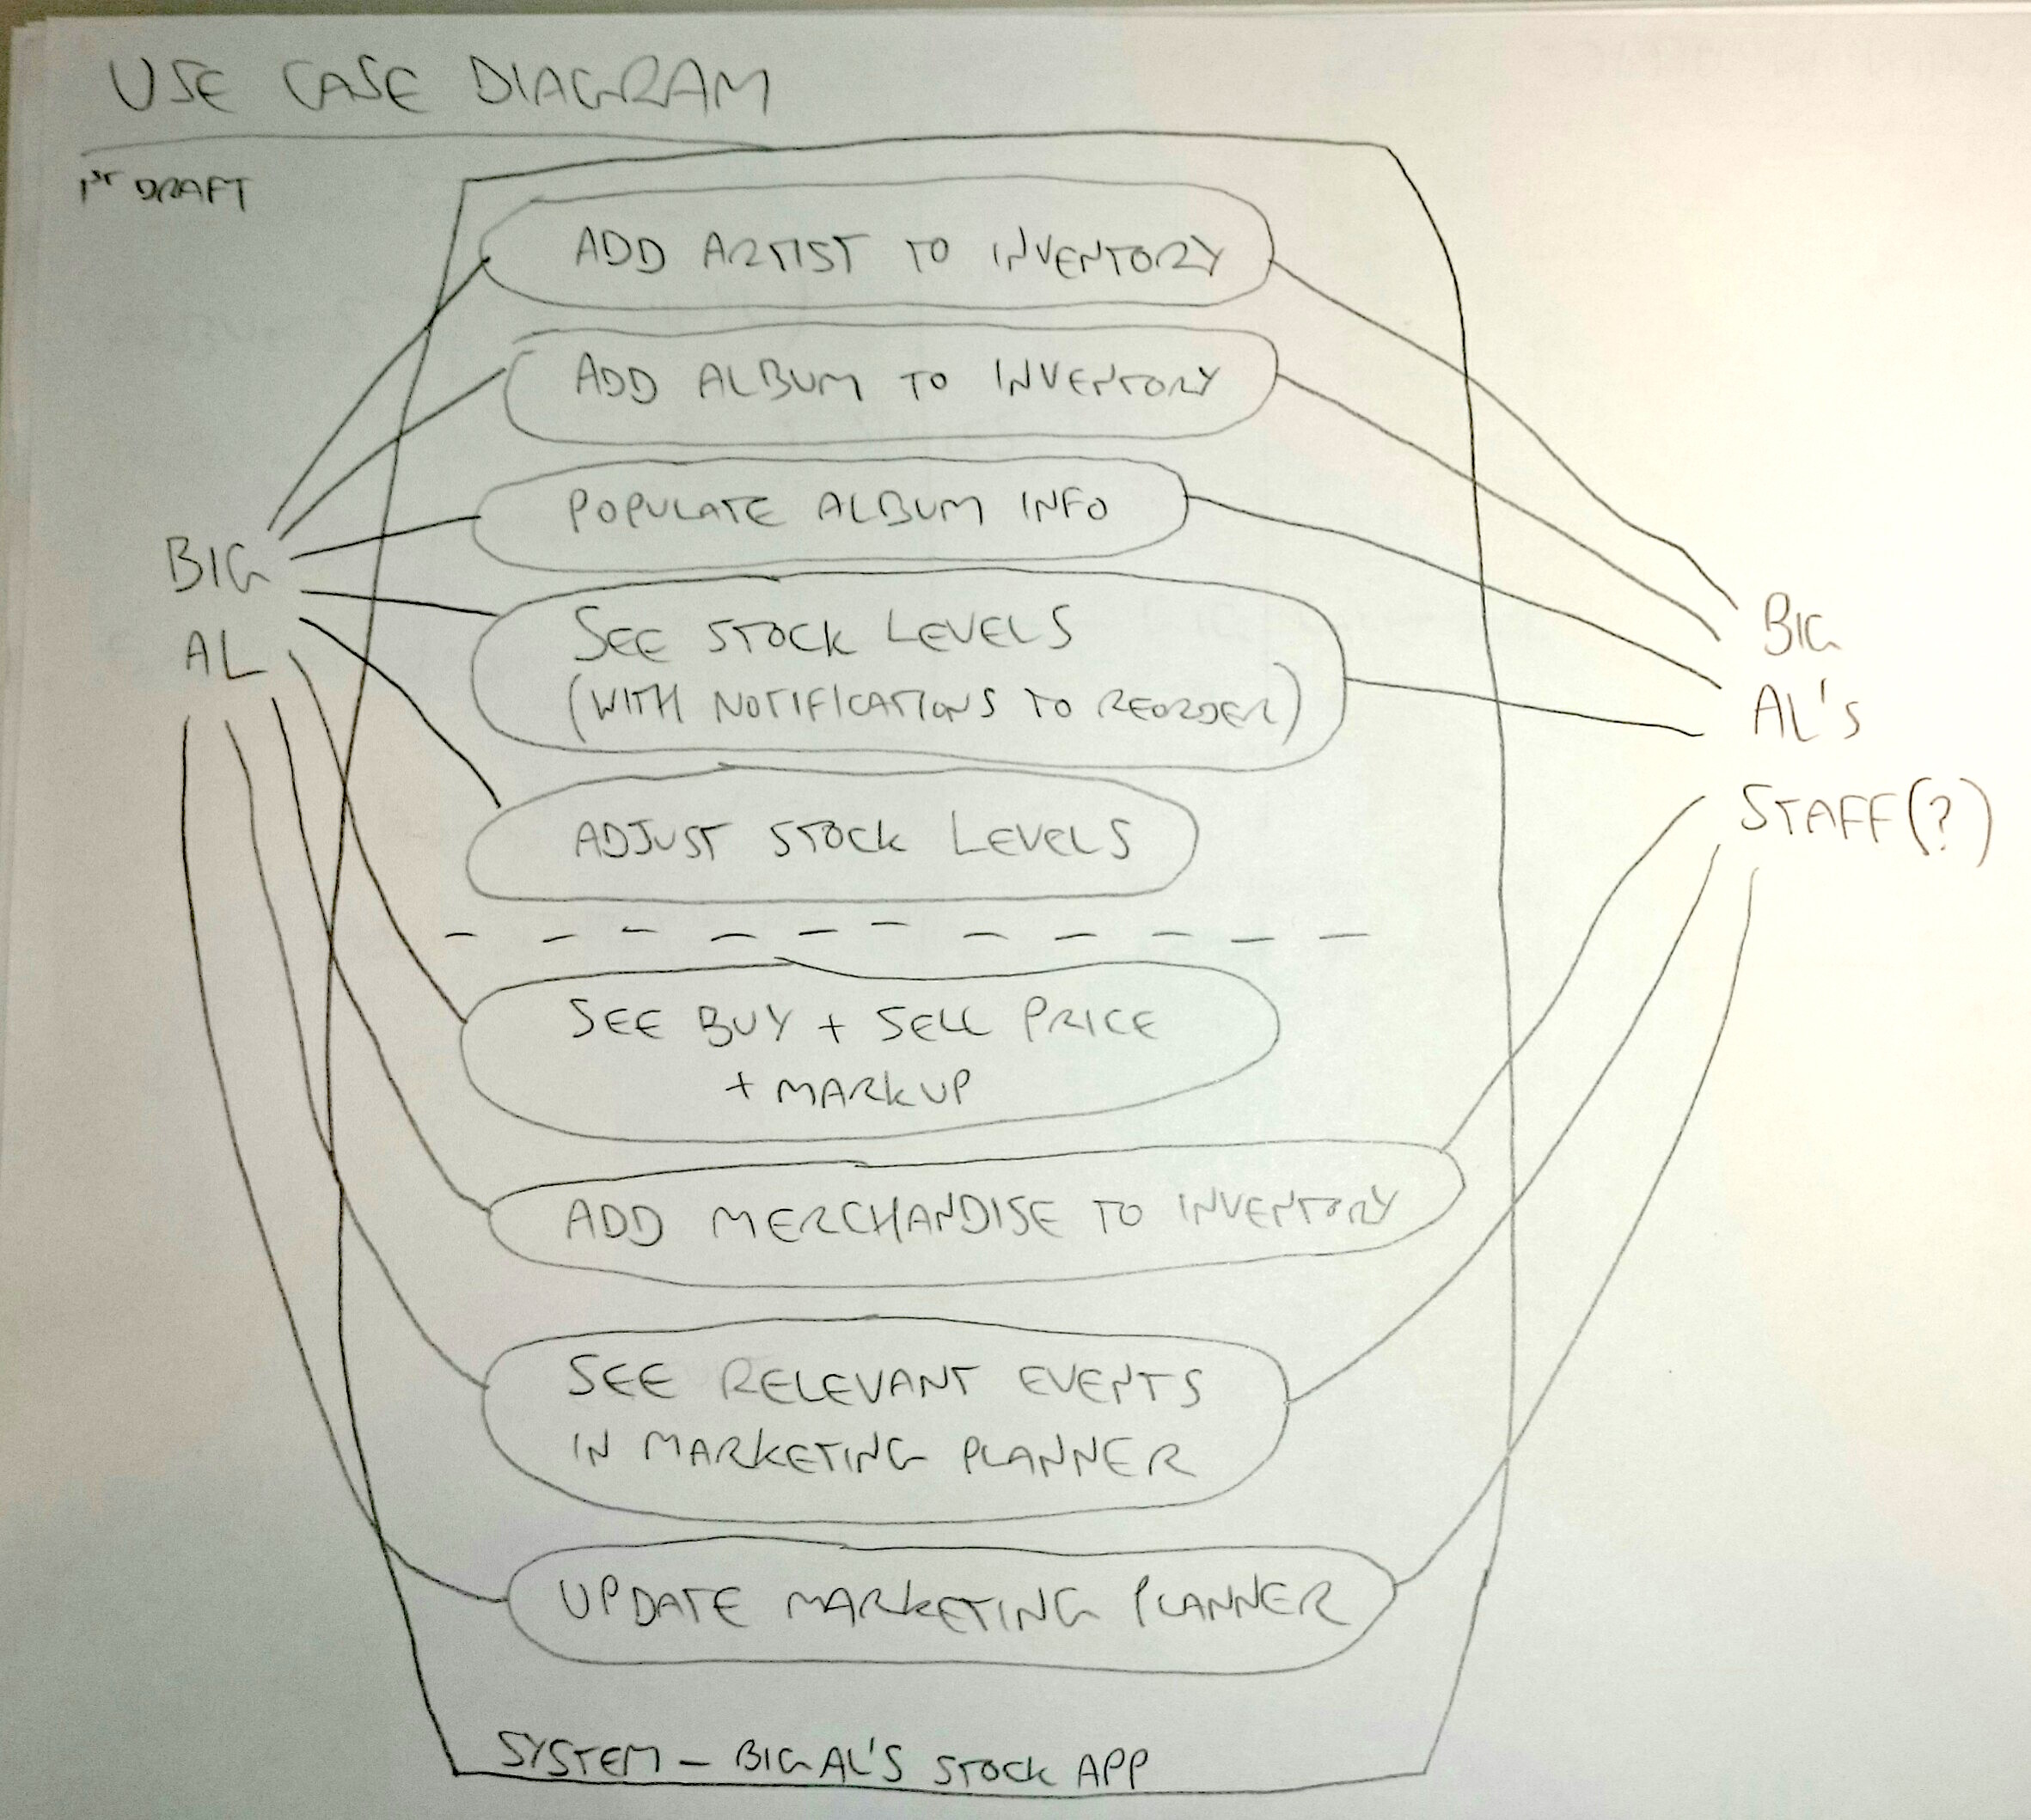 USE CASE DIAGRAM
1ST DRAFT
ADD ARTIST TO INVENTORY
ADD ALBUM TO INVENTORY
POPULATE ALBUM INFO
BIG
AL
SEE STOCK LEVELS
(WITH NOTIFICATIONS TO REORDER)
BIG
AL'S
STAFF(?)
ADJUST STOCK LEVELS
SEE BUY + SELL PRICE
+ MARKUP
ADD MERCHANDISE TO INVENTORY
SEE RELEVANT EVENTS
IN MARKETING PLANNER
UPDATE MARKETING PLANNER
SYSTEM - BIG AL'S STOCK APP